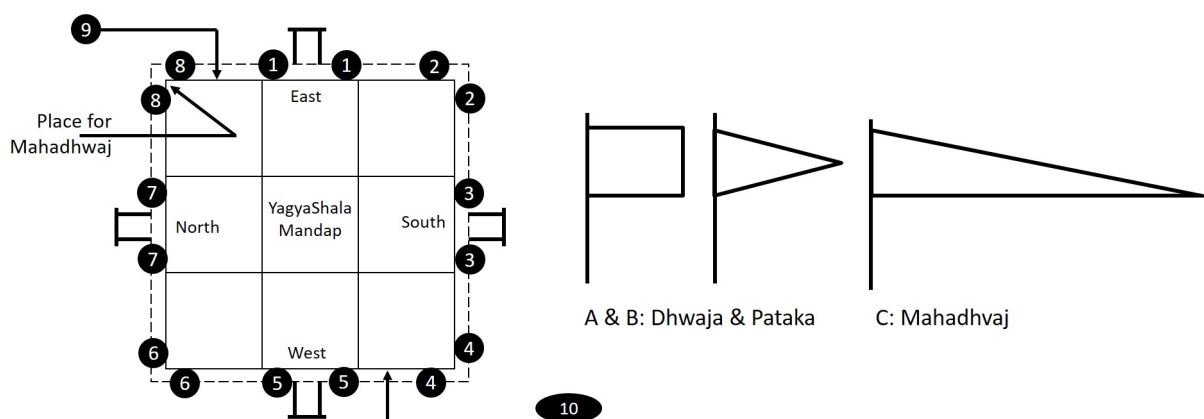 9
8
1
1
2
8
East
2
Place for
Mahadhwaj
7
3
North
YagyaShala
Mandap
South
7
3
6
West
4
6
5
5
4
A & B: Dhwaja & Pataka
C: Mahadhvaj
10